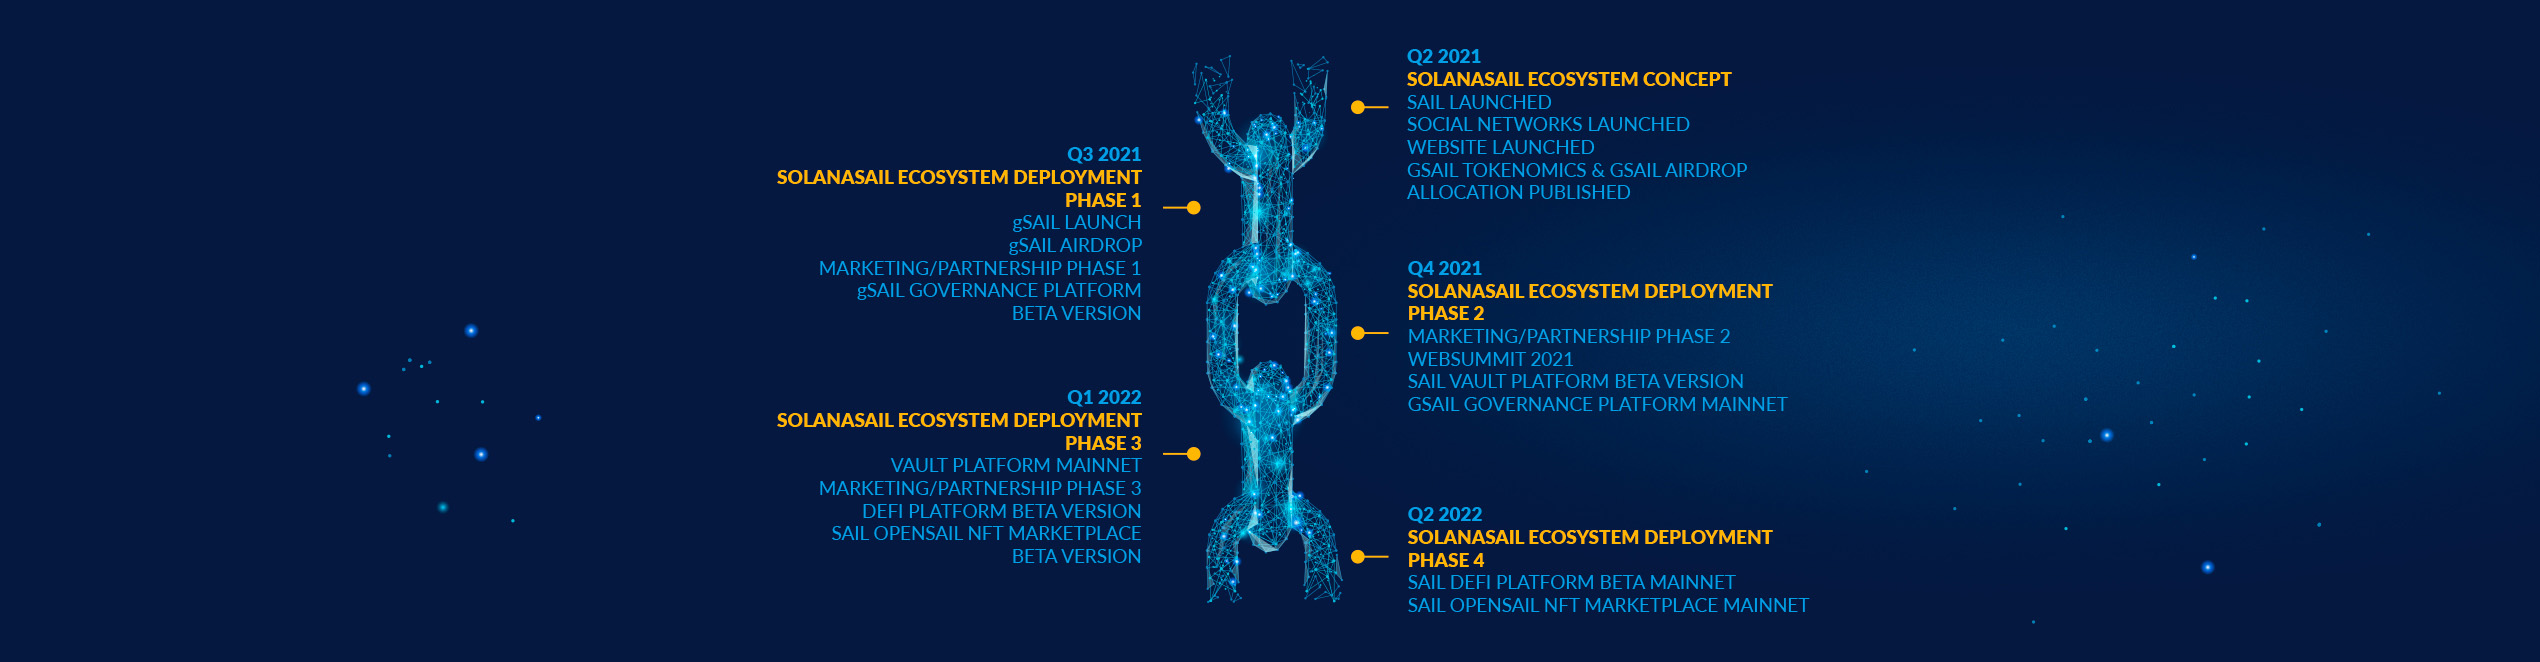 Q2 2021
SOLANASAIL ECOSYSTEM CONCEPT
SAIL LAUNCHED
SOCIAL NETWORKS LAUNCHED
WEBSITE LAUNCHED
GSAIL TOKENOMICS & GSAIL AIRDROP
ALLOCATION PUBLISHED
Q3 2021
SOLANASAIL ECOSYSTEM DEPLOYMENT
PHASE 1
gSAIL LAUNCH
gSAIL AIRDROP
MARKETING/PARTNERSHIP PHASE 1
gSAIL GOVERNANCE PLATFORM
BETA VERSION
Q4 2021
SOLANASAIL ECOSYSTEM DEPLOYMENT
PHASE 2
MARKETING/PARTNERSHIP PHASE 2
WEBSUMMIT 2021
SAIL VAULT PLATFORM BETA VERSION
GSAIL GOVERNANCE PLATFORM MAINNET
Q1 2022
SOLANASAIL ECOSYSTEM DEPLOYMENT
PHASE 3
VAULT PLATFORM MAINNET
MARKETING/PARTNERSHIP PHASE 3
DEFI PLATFORM BETA VERSION
SAIL OPENSAIL NFT MARKETPLACE
BETA VERSION
Q2 2022
SOLANASAIL ECOSYSTEM DEPLOYMENT
PHASE 4
SAIL DEFI PLATFORM BETA MAINNET
SAIL OPENSAIL NFT MARKETPLACE MAINNET